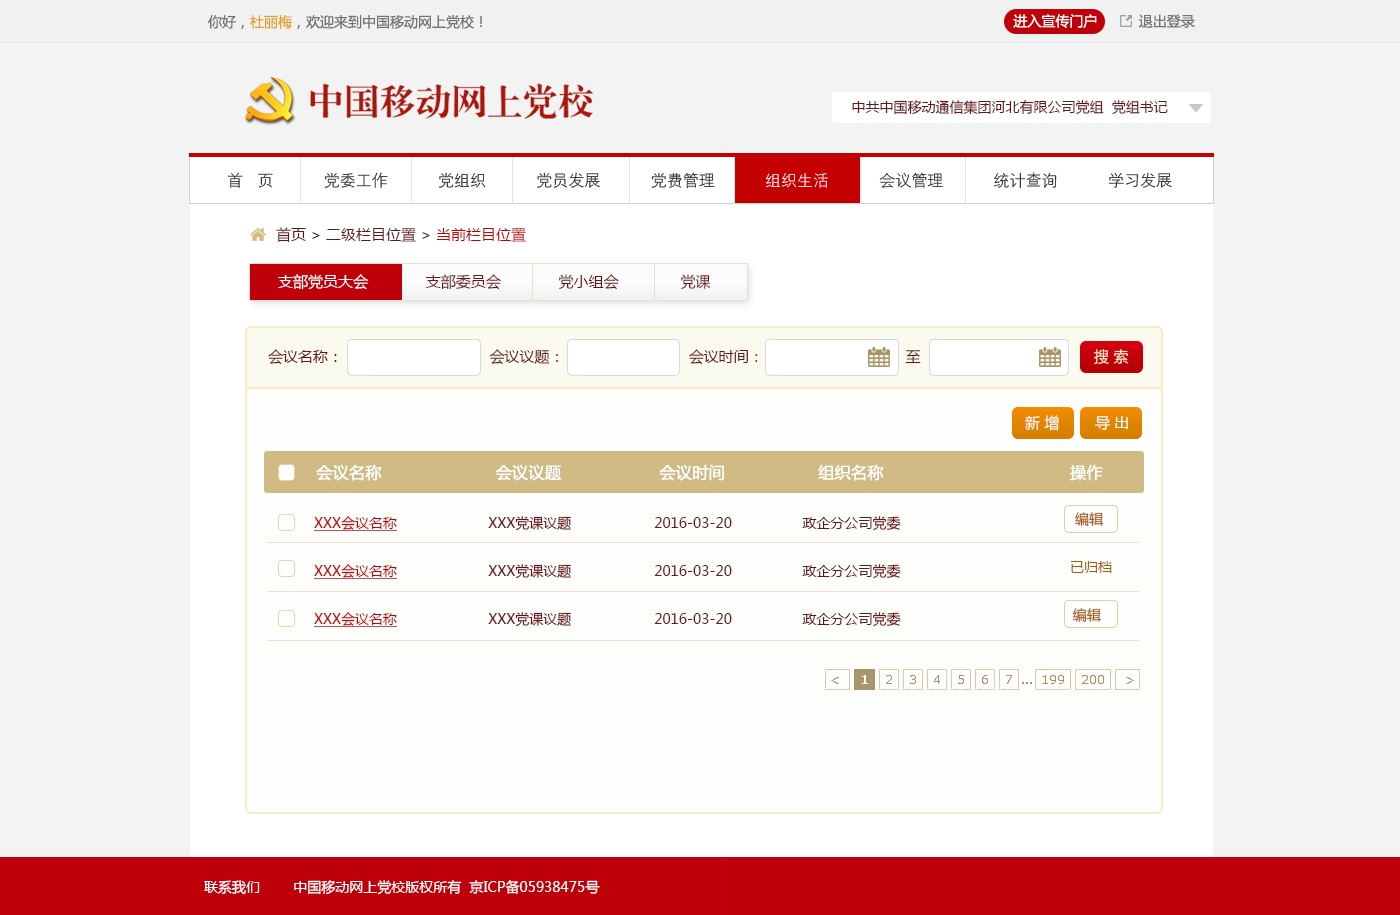 你好，杜丽梅，欢迎来到中国移动网上党校！ 进入宣传门户 退出登录
中国移动网上党校
中共中国移动通信集团河北有限公司党组 党组书记
首 页 党委工作 党组织 党员发展 党费管理 组织生活 会议管理 统计查询 学习发展
首页 > 二级栏目位置 > 当前栏目位置
支部党员大会 支部委员会 党小组会 党课
会议名称： 会议议题： 会议时间： 至 搜 索
新 增 导 出
会议名称 会议议题 会议时间 组织名称 操作
XXX会议名称 XXX党课议题 2016-03-20 政企分公司党委 编辑
XXX会议名称 XXX党课议题 2016-03-20 政企分公司党委 已归档
XXX会议名称 XXX党课议题 2016-03-20 政企分公司党委 编辑
< 1 2 3 4 5 6 7 ... 199 200 >
联系我们 中国移动网上党校版权所有 京ICP备05938475号